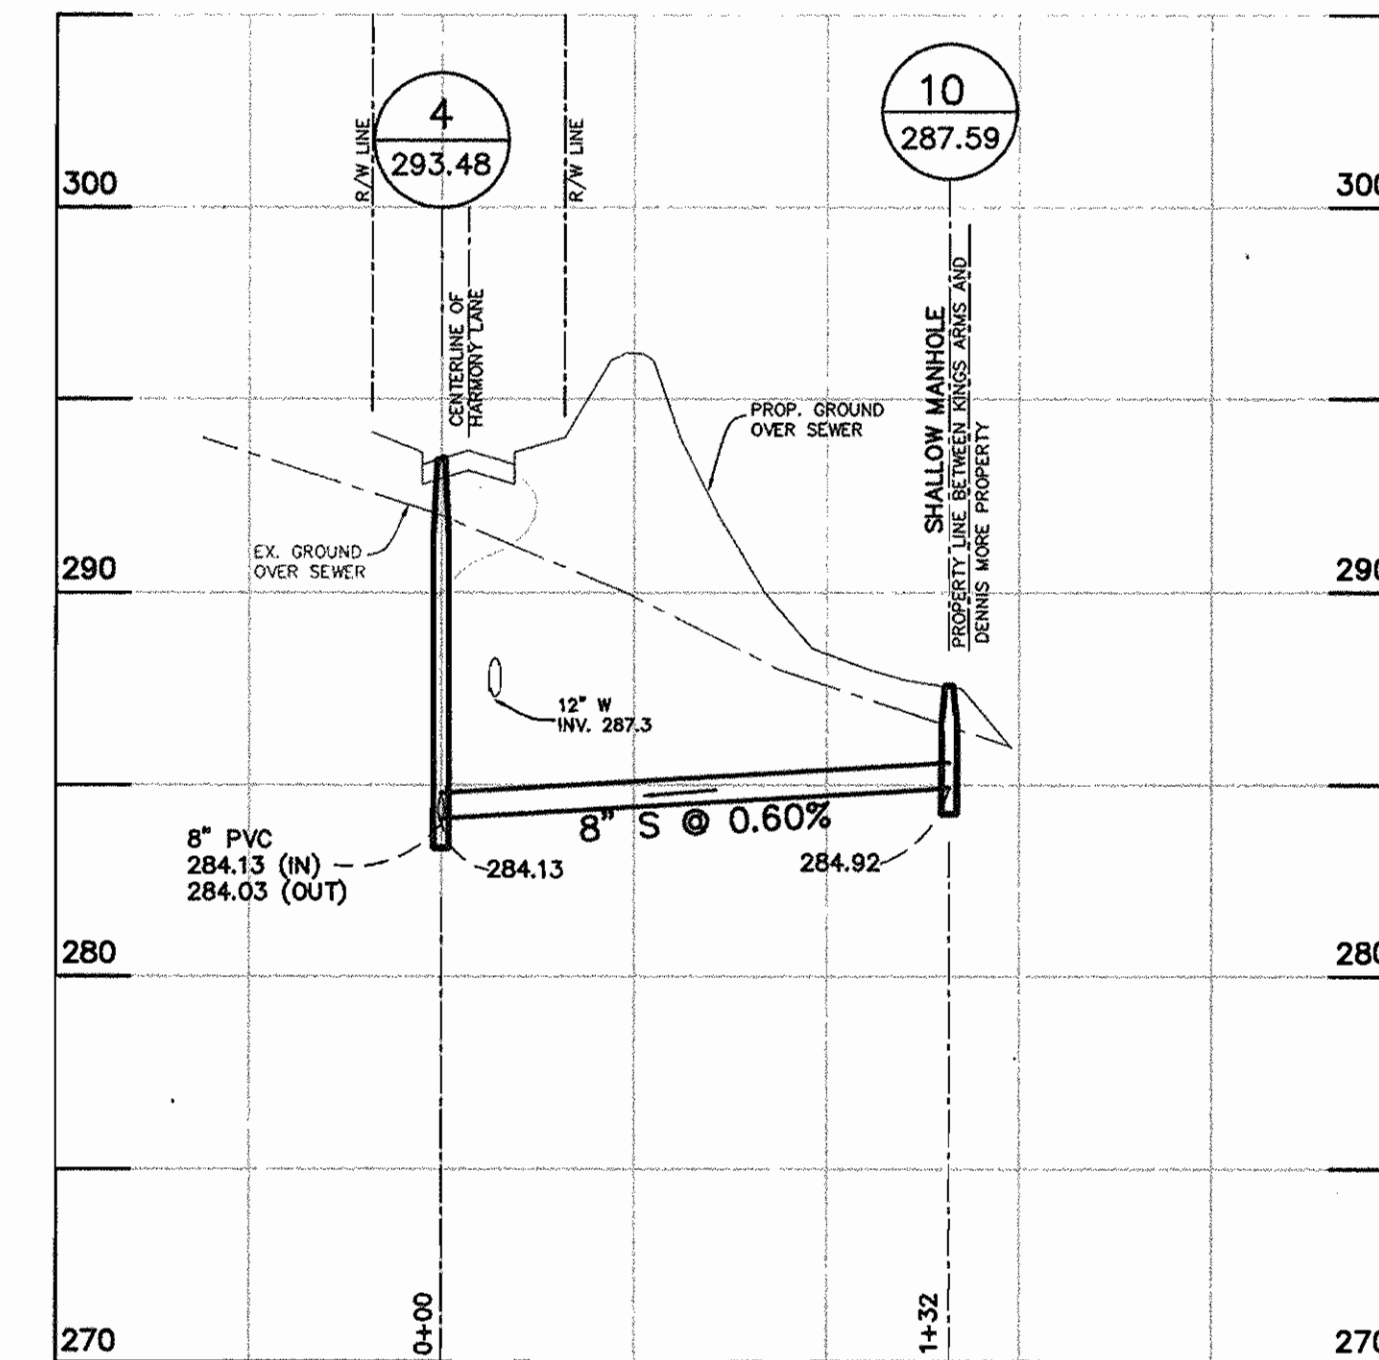 4
293.48
10
287.59
R/W LINE
R/W LINE
300
300
CENTERLINE OF
HARMONY LANE
SHALLOW MANHOLE
PROPERTY LINE BETWEEN KINGS ARMS AND
DENNIS MORE PROPERTY
PROP. GROUND
OVER SEWER
EX. GROUND
OVER SEWER
290
290
12" W
INV. 287.3
8" S @ 0.60%
8" PVC
284.13 (IN)
284.03 (OUT)
284.13
284.92
280
280
0+00
1+32
270
270